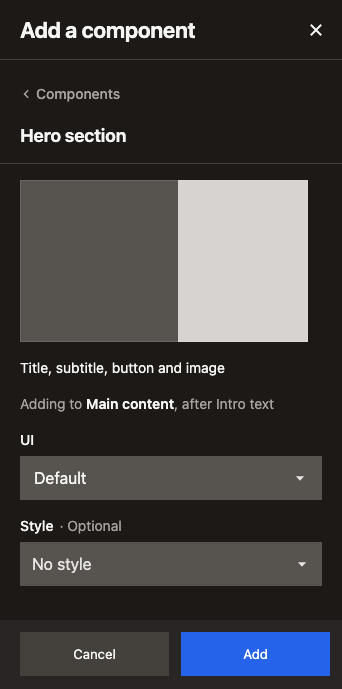 Add a component
Components
Hero section
Title, subtitle, button and image
Adding to Main content, after Intro text
UI
Default
Style · Optional
No style
Cancel
Add